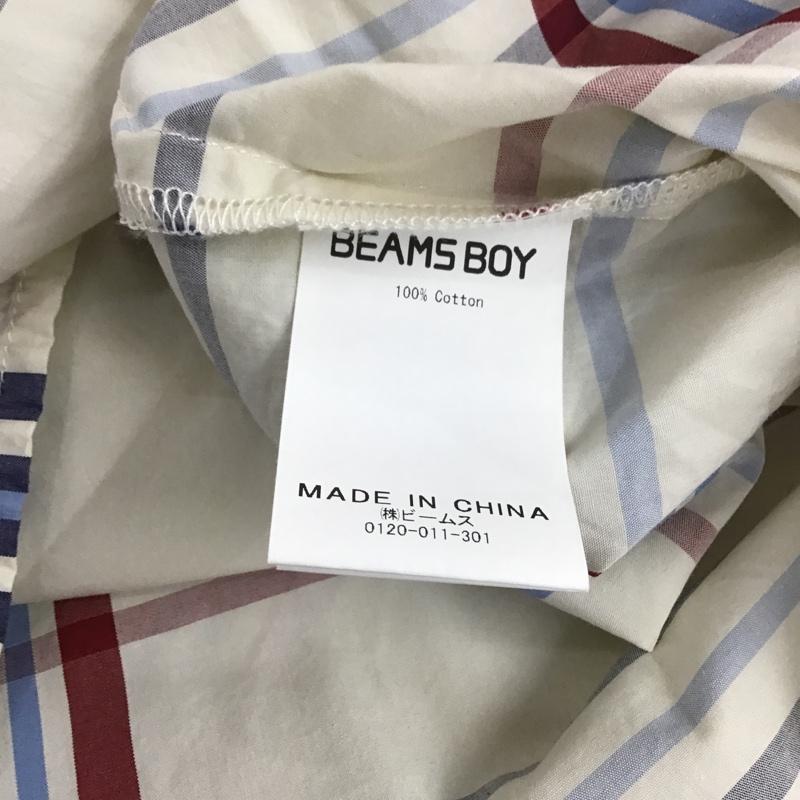 BEAMS BOY
100% Cotton
MADE IN CHINA
㈱ビームス
0120-011-301